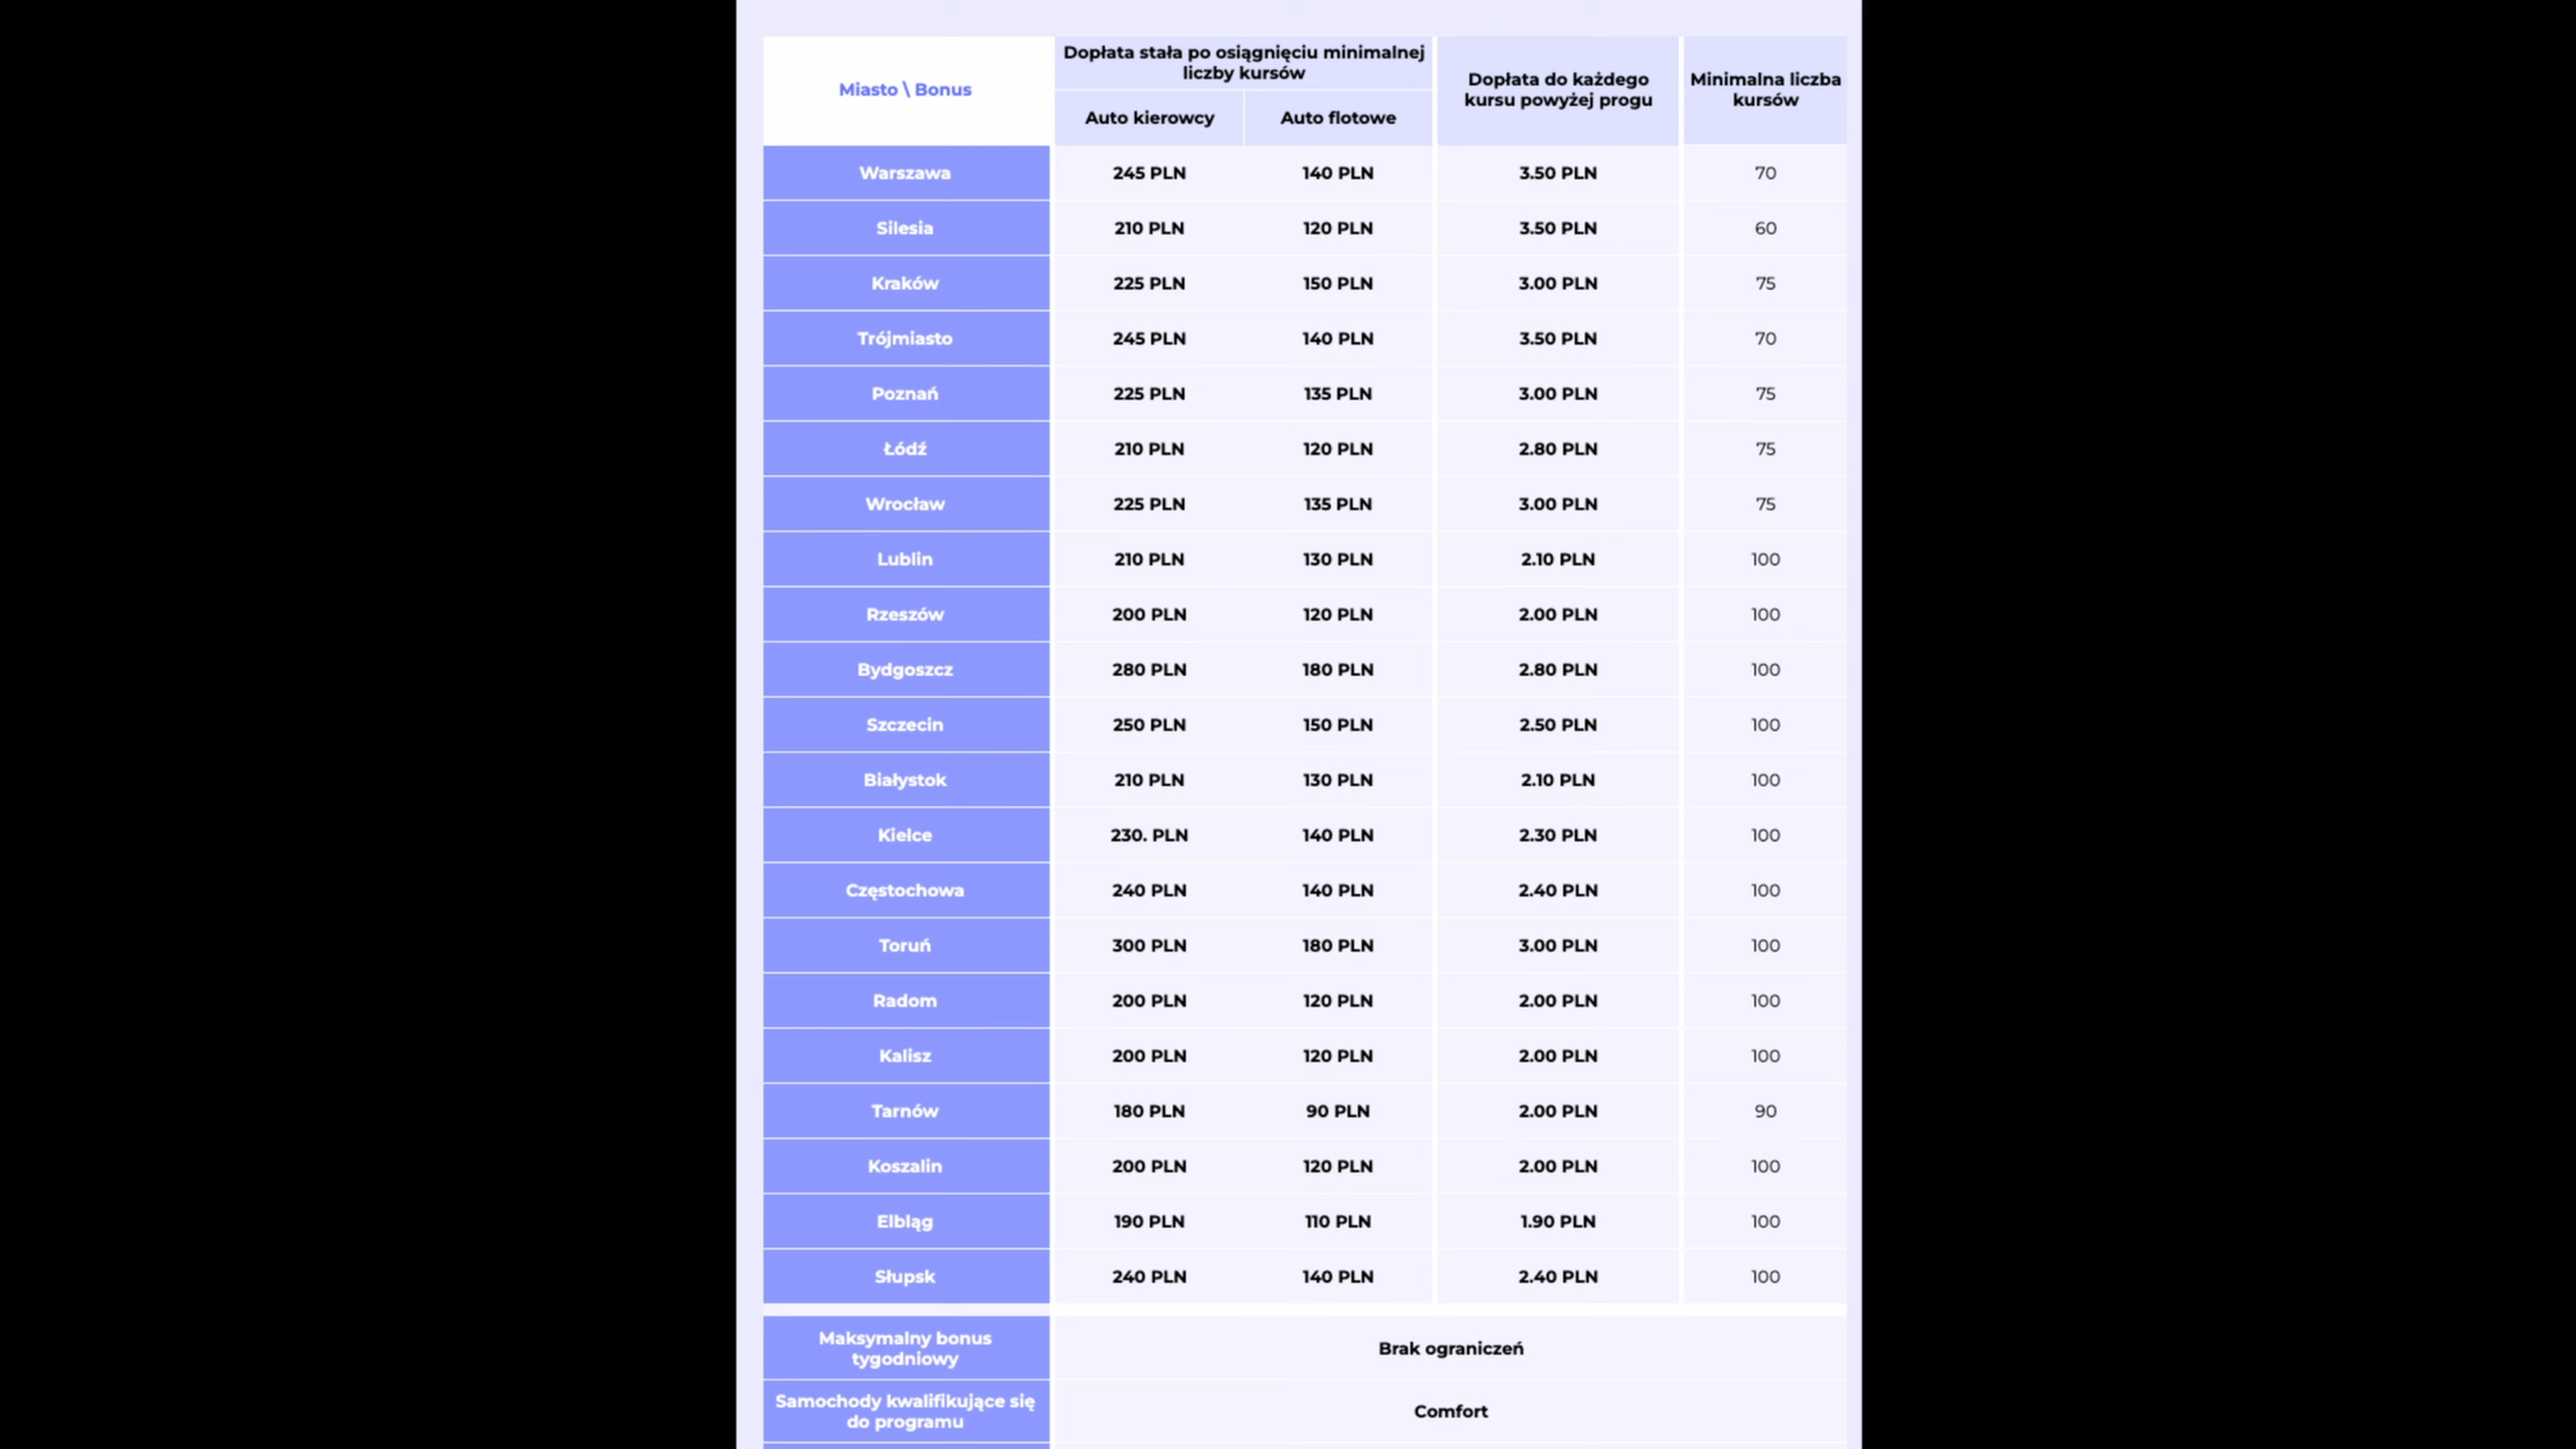 Miasto \ Bonus
Dopłata stała po osiągnięciu minimalnej
liczby kursów
Auto kierowcy
Auto flotowe
Dopłata do każdego
kursu powyżej progu
Minimalna liczba
kursów
Warszawa 245 PLN 140 PLN 3.50 PLN 70
Silesia 210 PLN 120 PLN 3.50 PLN 60
Kraków 225 PLN 150 PLN 3.00 PLN 75
Trójmiasto 245 PLN 140 PLN 3.50 PLN 70
Poznań 225 PLN 135 PLN 3.00 PLN 75
Łódź 210 PLN 120 PLN 2.80 PLN 75
Wrocław 225 PLN 135 PLN 3.00 PLN 75
Lublin 210 PLN 130 PLN 2.10 PLN 100
Rzeszów 200 PLN 120 PLN 2.00 PLN 100
Bydgoszcz 280 PLN 180 PLN 2.80 PLN 100
Szczecin 250 PLN 150 PLN 2.50 PLN 100
Białystok 210 PLN 130 PLN 2.10 PLN 100
Kielce 230. PLN 140 PLN 2.30 PLN 100
Częstochowa 240 PLN 140 PLN 2.40 PLN 100
Toruń 300 PLN 180 PLN 3.00 PLN 100
Radom 200 PLN 120 PLN 2.00 PLN 100
Kalisz 200 PLN 120 PLN 2.00 PLN 100
Tarnów 180 PLN 90 PLN 2.00 PLN 90
Koszalin 200 PLN 120 PLN 2.00 PLN 100
Elbląg 190 PLN 110 PLN 1.90 PLN 100
Słupsk 240 PLN 140 PLN 2.40 PLN 100
Maksymalny bonus
tygodniowy
Brak ograniczeń
Samochody kwalifikujące się
do programu
Comfort